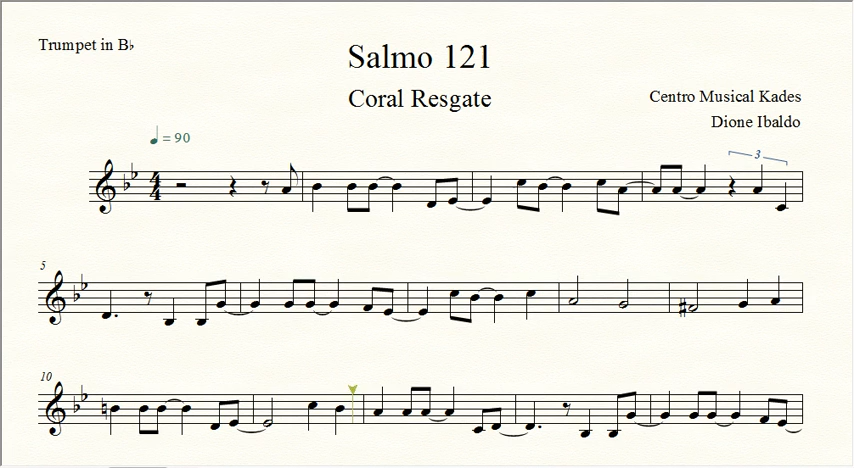 Trumpet in B♭
Salmo 121
Coral Resgate
Centro Musical Kades
Dione Ibaldo
♩ = 90
3
5
10